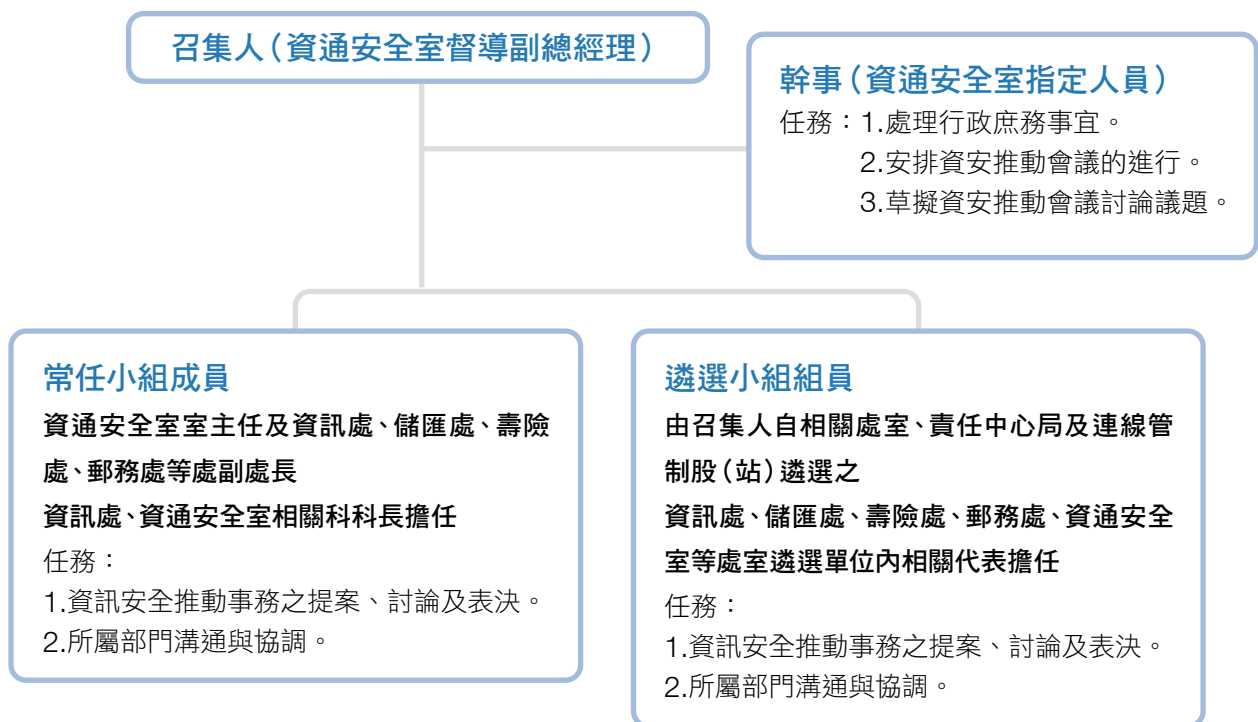 召集人(資通安全室督導副總經理)
幹事(資通安全室指定人員)
任務：1.處理行政庶務事宜。
2.安排資安推動會議的進行。
3.草擬資安推動會議討論議題。
常任小組成員
資通安全室室主任及資訊處、儲匯處、壽險
處、郵務處等處副處長
資訊處、資通安全室相關科科長擔任
任務：
1.資訊安全推動事務之提案、討論及表決。
2.所屬部門溝通與協調。
遴選小組組員
由召集人自相關處室、責任中心局及連線管
制股(站)遴選之
資訊處、儲匯處、壽險處、郵務處、資通安全
室等處室遴選單位內相關代表擔任
任務：
1.資訊安全推動事務之提案、討論及表決。
2.所屬部門溝通與協調。